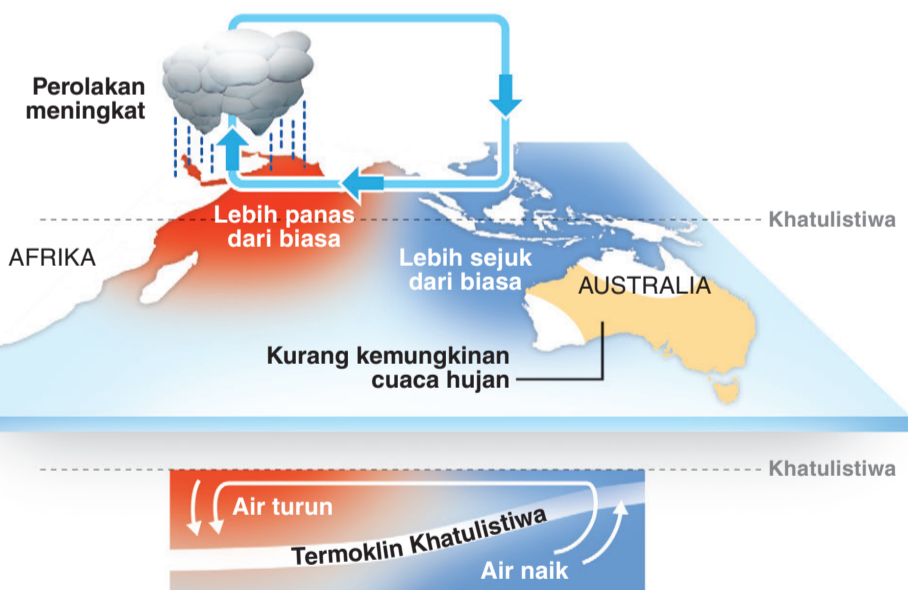 Perolakan
meningkat
Lebih panas
dari biasa
Khatulistiwa
AFRIKA
Lebih sejuk
dari biasa
AUSTRALIA
Kurang kemungkinan
cuaca hujan
Khatulistiwa
Air turun
Termoklin Khatulistiwa
Air naik